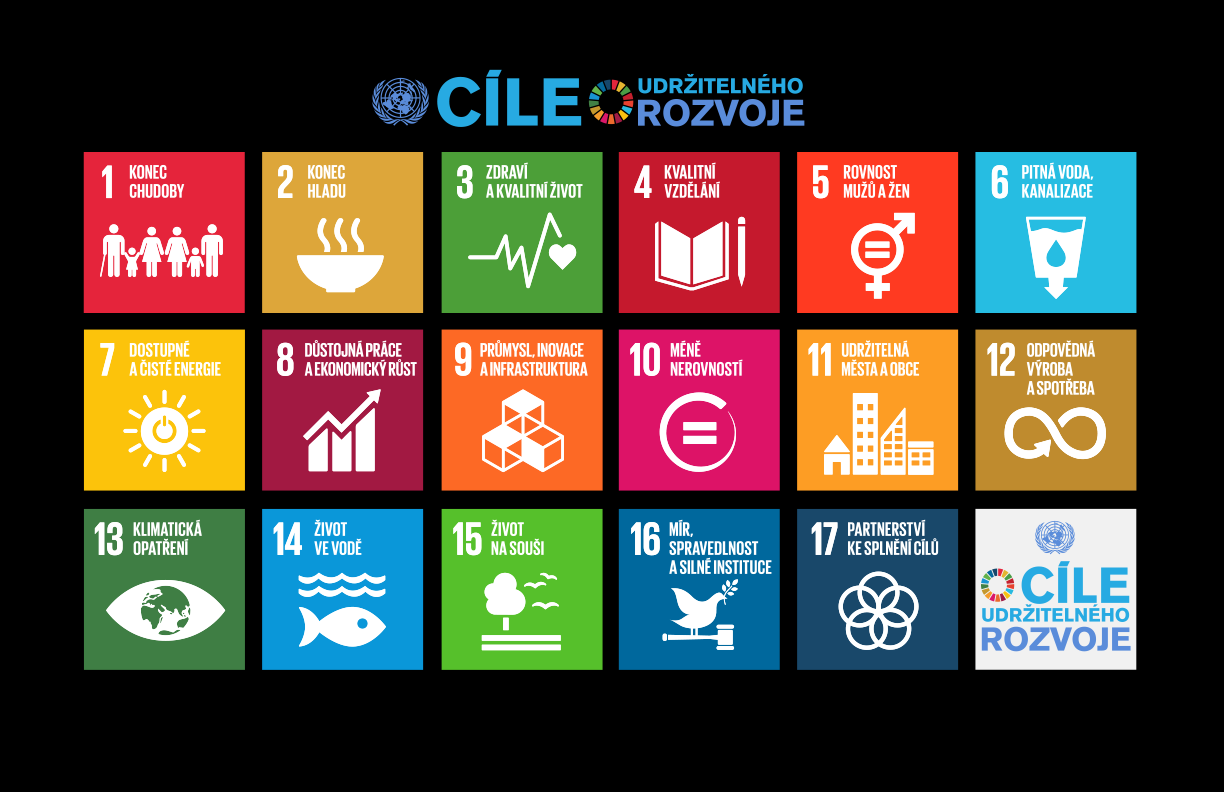 CÍLE
UDRŽITELNÉHO
ROZVOJE
1
KONEC
CHUDOBY
2
KONEC
HLADU
3
ZDRAVÍ
A KVALITNÍ ŽIVOT
4
KVALITNÍ
VZDĚLÁNÍ
5
ROVNOST
MUŽŮ A ŽEN
6
PITNÁ VODA,
KANALIZACE
7
DOSTUPNÉ
A ČISTÉ ENERGIE
8
DŮSTOJNÁ PRÁCE
A EKONOMICKÝ RŮST
9
PRŮMYSL, INOVACE
A INFRASTRUKTURA
10
MÉNĚ
NEROVNOSTÍ
11
UDRŽITELNÁ
MĚSTA A OBCE
12
ODPOVĚDNÁ
VÝROBA
A SPOTŘEBA
13
KLIMATICKÁ
OPATŘENÍ
14
ŽIVOT
VE VODĚ
15
ŽIVOT
NA SOUŠI
16
MÍR,
SPRAVEDLNOST
A SILNÉ INSTITUCE
17
PARTNERSTVÍ
KE SPLNĚNÍ CÍLŮ
CÍLE
UDRŽITELNÉHO
ROZVOJE